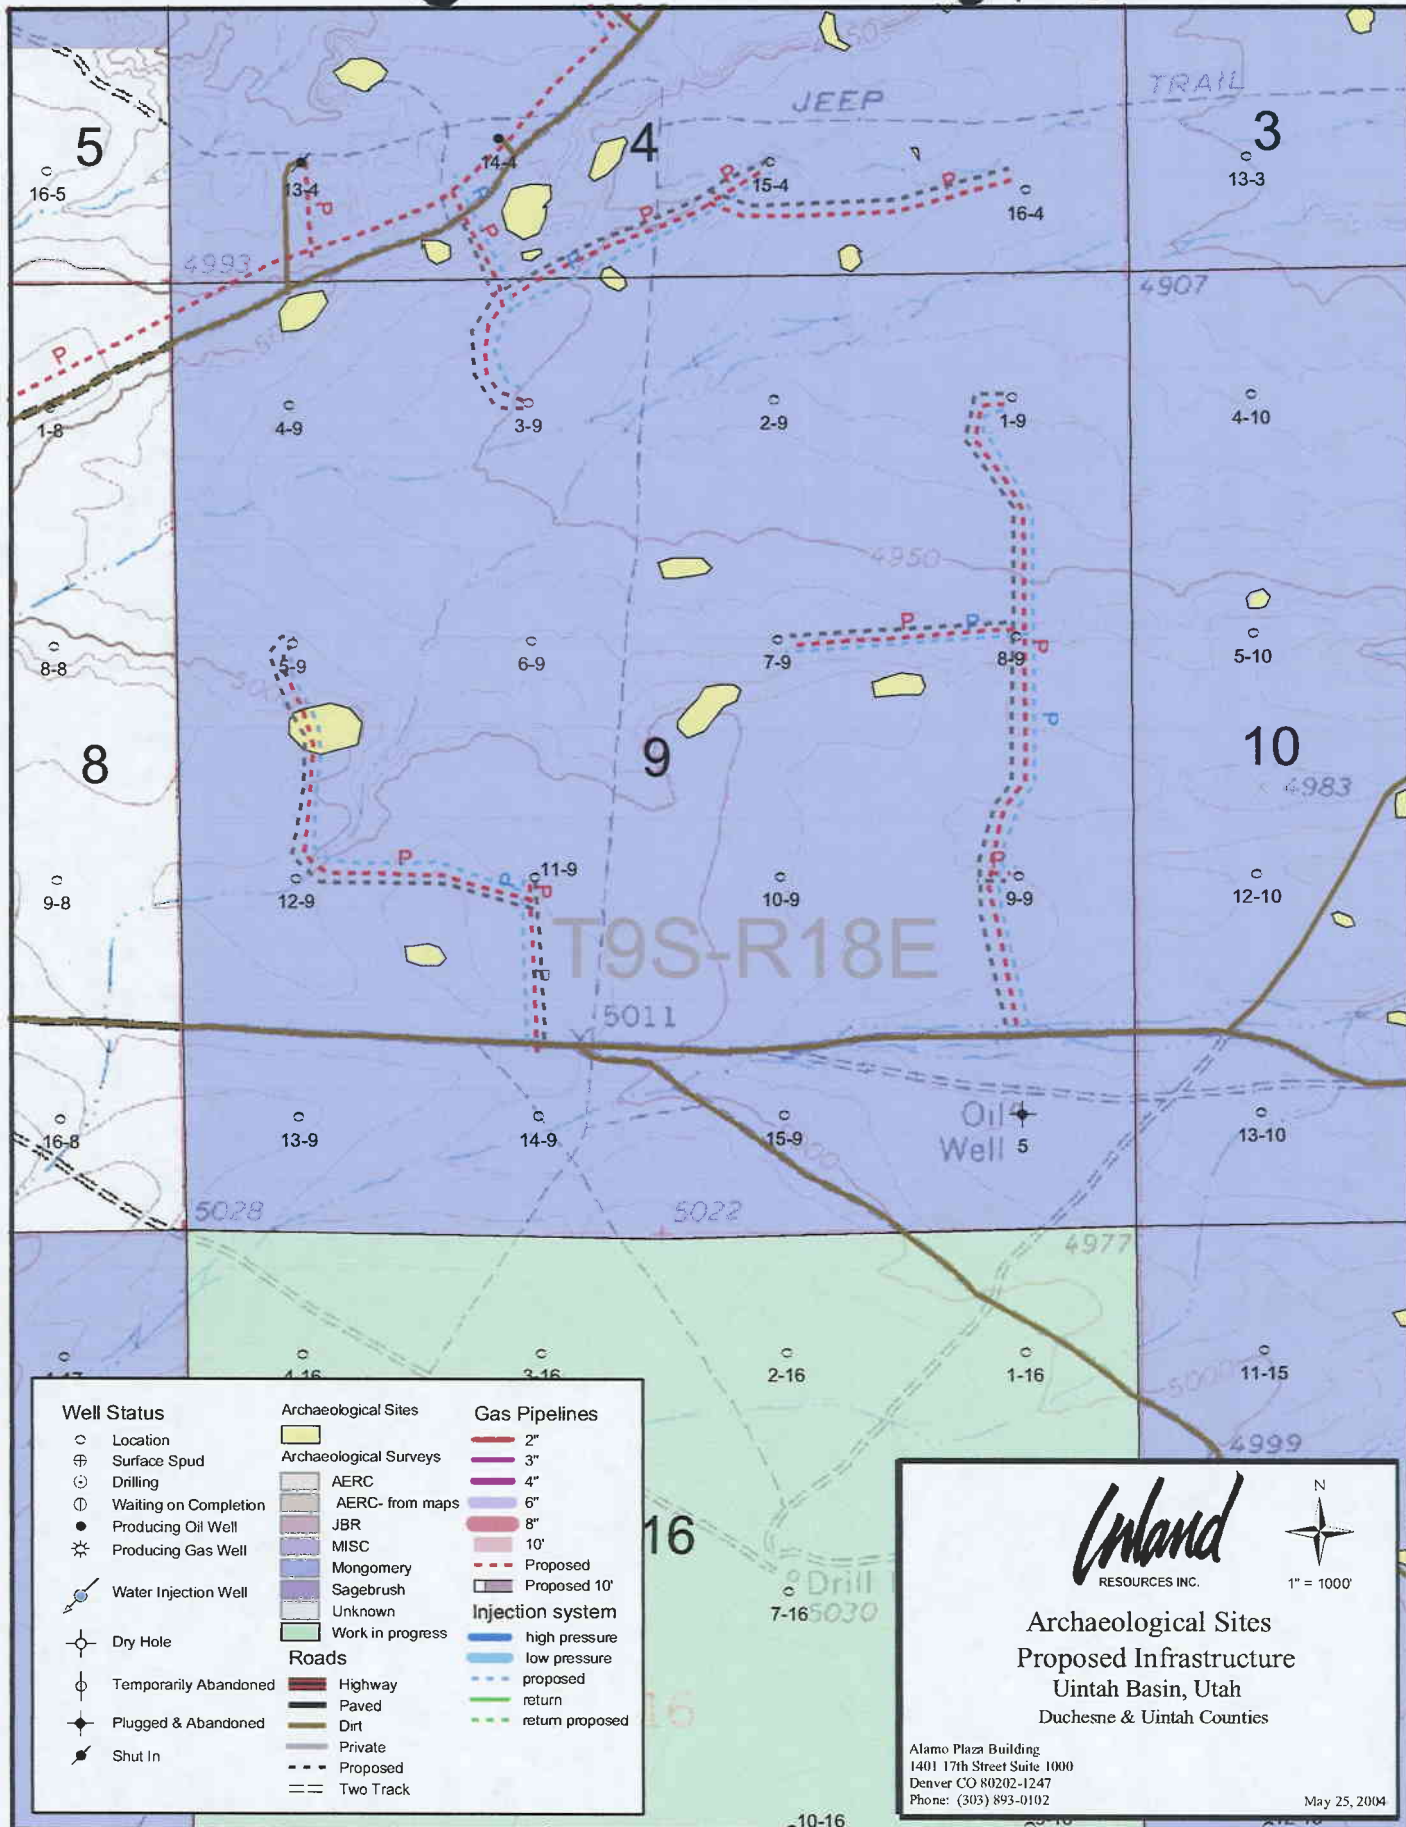 JEEP
TRAIL
5
4
3
16-5
13-4
14-4
15-4
16-4
13-3
P
P
P
P
P
P
P
4993
4907
P
1-8
4-9
3-9
2-9
1-9
4-10
4950
P
P
8-8
5-9
6-9
7-9
8-9
P
5-10
P
8
9
10
4983
P
P
11-9
P
P
9-8
12-9
10-9
9-9
12-10
T9S-R18E
P
5011
16-8
13-9
14-9
15-9
Oil
Well 5
13-10
5028
5022
4977
4-16
3-16
2-16
1-16
11-15
5000
4999
16
Drill
7-16
5030
16
10-16
Well Status
Location
Surface Spud
Drilling
Waiting on Completion
Producing Oil Well
Producing Gas Well
Water Injection Well
Dry Hole
Temporarily Abandoned
Plugged & Abandoned
Shut In
Archaeological Sites
Archaeological Surveys
AERC
AERC- from maps
JBR
MISC
Mongomery
Sagebrush
Unknown
Work in progress
Roads
Highway
Paved
Dirt
Private
Proposed
Two Track
Gas Pipelines
2"
3"
4"
6"
8"
10'
Proposed
Proposed 10'
Injection system
high pressure
low pressure
proposed
return
return proposed
Inland
RESOURCES INC.
N
1" = 1000'
Archaeological Sites
Proposed Infrastructure
Uintah Basin, Utah
Duchesne & Uintah Counties
Alamo Plaza Building
1401 17th Street Suite 1000
Denver CO 80202-1247
Phone: (303) 893-0102
May 25, 2004